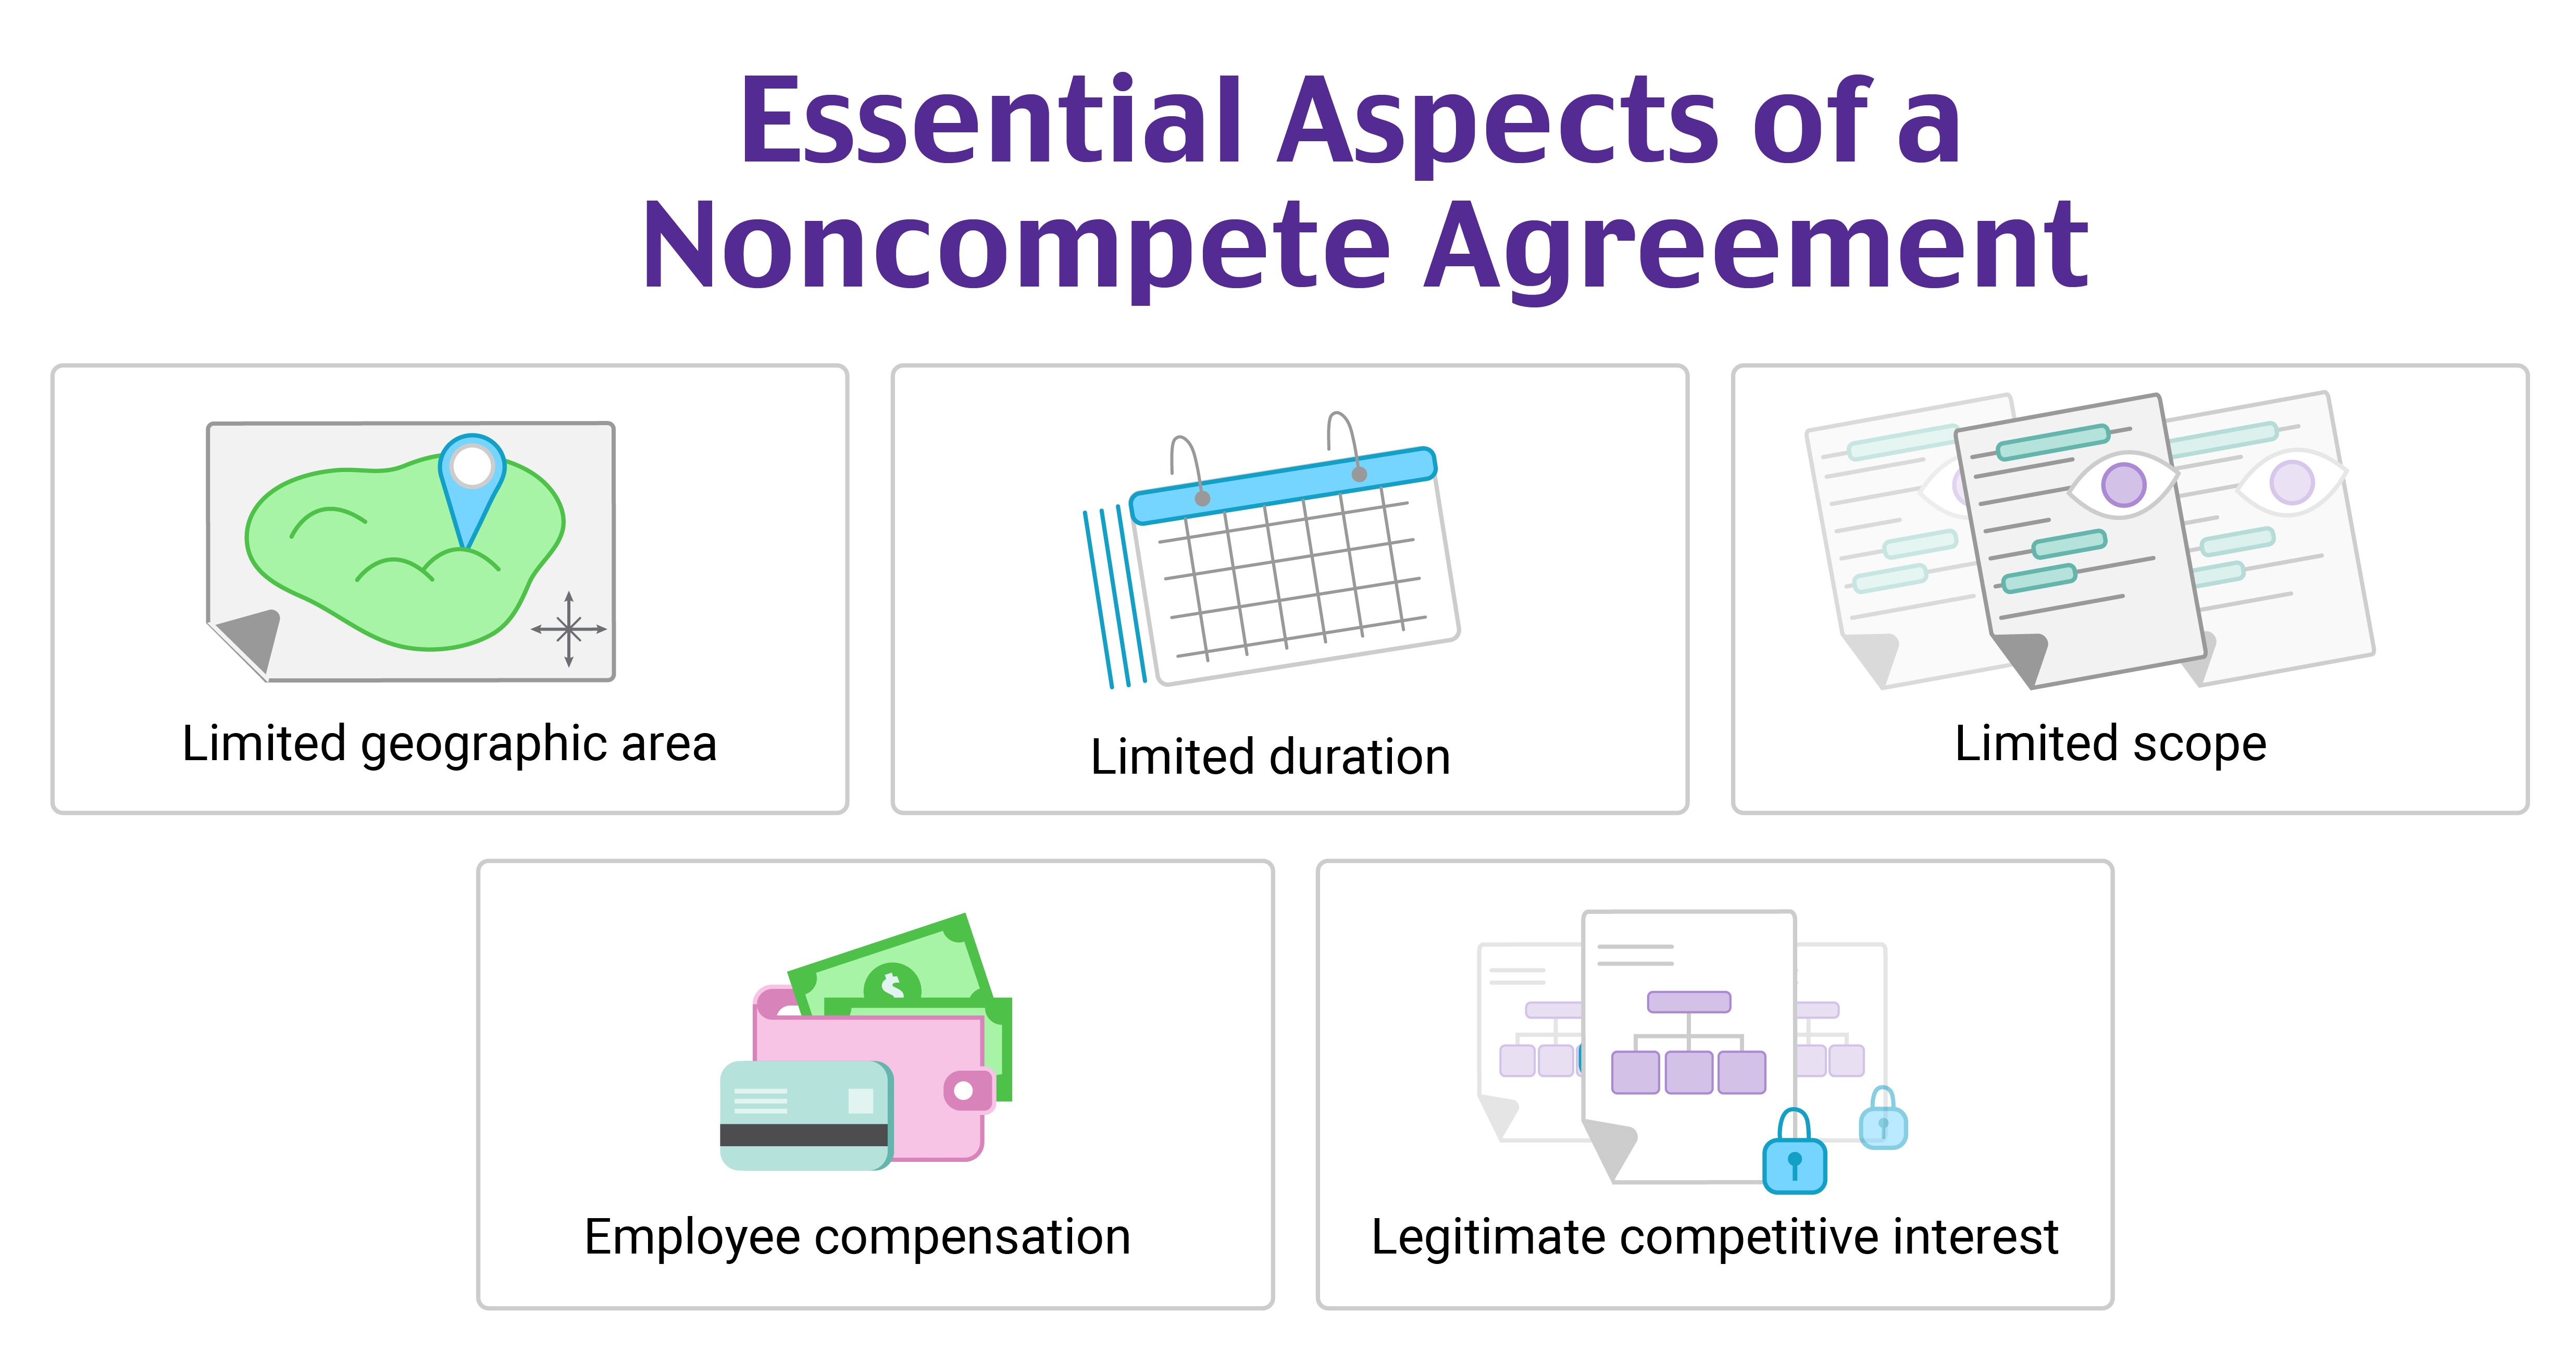 Essential Aspects of a
Noncompete Agreement
Limited geographic area
Limited duration
Limited scope
Employee compensation
Legitimate competitive interest